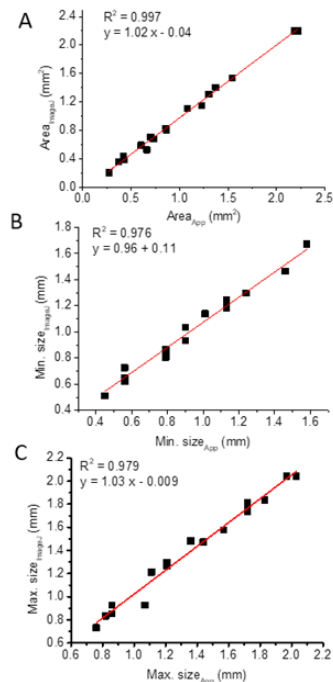 A
R² = 0.997
y = 1.02 x - 0.04
Area_ImageJ (mm²)
2.4
2.0
1.6
1.2
0.8
0.4
0.0
0.0 0.5 1.0 1.5 2.0 2.5
Area_App (mm²)
B
R² = 0.976
y = 0.96 + 0.11
Min. size_ImageJ (mm)
1.8
1.6
1.4
1.2
1.0
0.8
0.6
0.4
0.4 0.6 0.8 1.0 1.2 1.4 1.6
Min. size_App (mm)
C
R² = 0.979
y = 1.03 x - 0.009
Max. size_ImageJ (mm)
2.2
2.0
1.8
1.6
1.4
1.2
1.0
0.8
0.6
0.6 0.8 1.0 1.2 1.4 1.6 1.8 2.0 2.2
Max. size_App (mm)